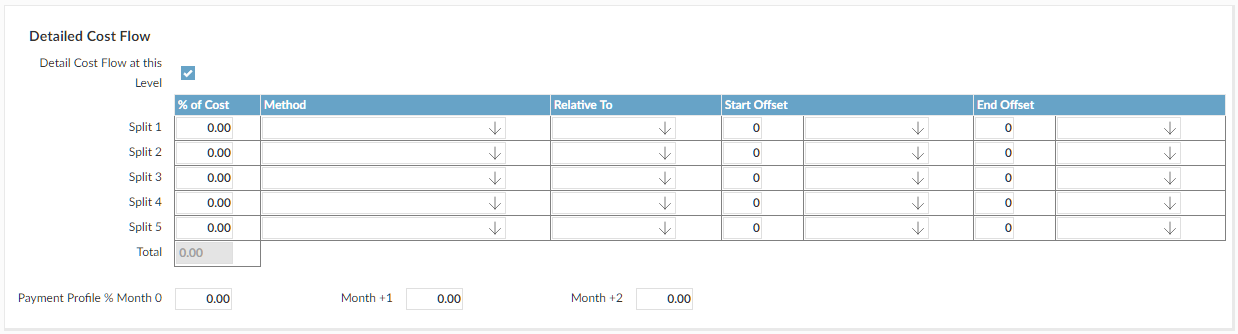 Detailed Cost Flow
Detail Cost Flow at this
Level
% of Cost Method Relative To Start Offset End Offset
Split 1 0.00 0 0
Split 2 0.00 0 0
Split 3 0.00 0 0
Split 4 0.00 0 0
Split 5 0.00 0 0
Total 0.00
Payment Profile % Month 0 0.00 Month +1 0.00 Month +2 0.00